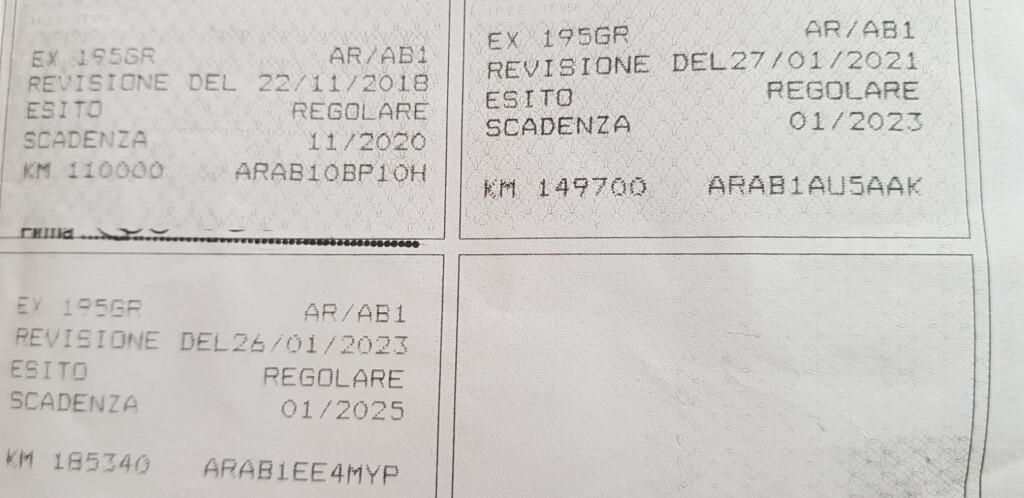 EX 195GR AR/AB1
REVISIONE DEL 22/11/2018
ESITO REGOLARE
SCADENZA 11/2020
KM 110000 ARAB10BP10H
EX 195GR AR/AB1
REVISIONE DEL27/01/2021
ESITO REGOLARE
SCADENZA 01/2023
KM 149700 ARAB1AU5AAK
EX 195GR AR/AB1
REVISIONE DEL26/01/2023
ESITO REGOLARE
SCADENZA 01/2025
KM 185340 ARAB1EE4MYP